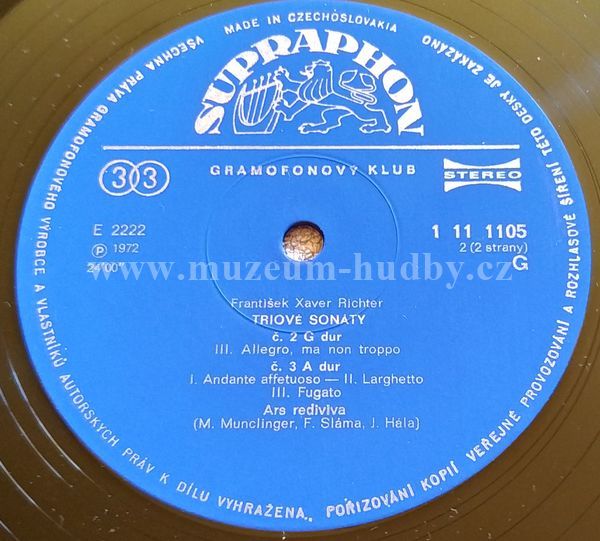 MADE IN CZECHOSLOVAKIA
SUPRAPHON
33
GRAMOFONOVÝ KLUB
STEREO
E 2222
1 11 1105
Ⓟ 1972
2 (2 strany)
24'00"
G
www.muzeum-hudby.cz
František Xaver Richter
TRIOVÉ SONÁTY
č. 2 G dur
III. Allegro, ma non troppo
č. 3 A dur
I. Andante affetuoso — II. Larghetto
III. Fugato
Ars rediviva
(M. Munclinger, F. Sláma, J. Hála)
VŠECHNA PRÁVA GRAMOFONOVÉHO VÝROBCE A VLASTNÍKŮ AUTORSKÝCH PRÁV K DÍLU VYHRAŽENA. POŘIZOVÁNÍ KOPIÍ VEŘEJNÉ PROVOZOVÁNÍ A ROZHLASOVÉ ŠÍŘENÍ TÉTO DESKY JE ZAKÁZÁNO